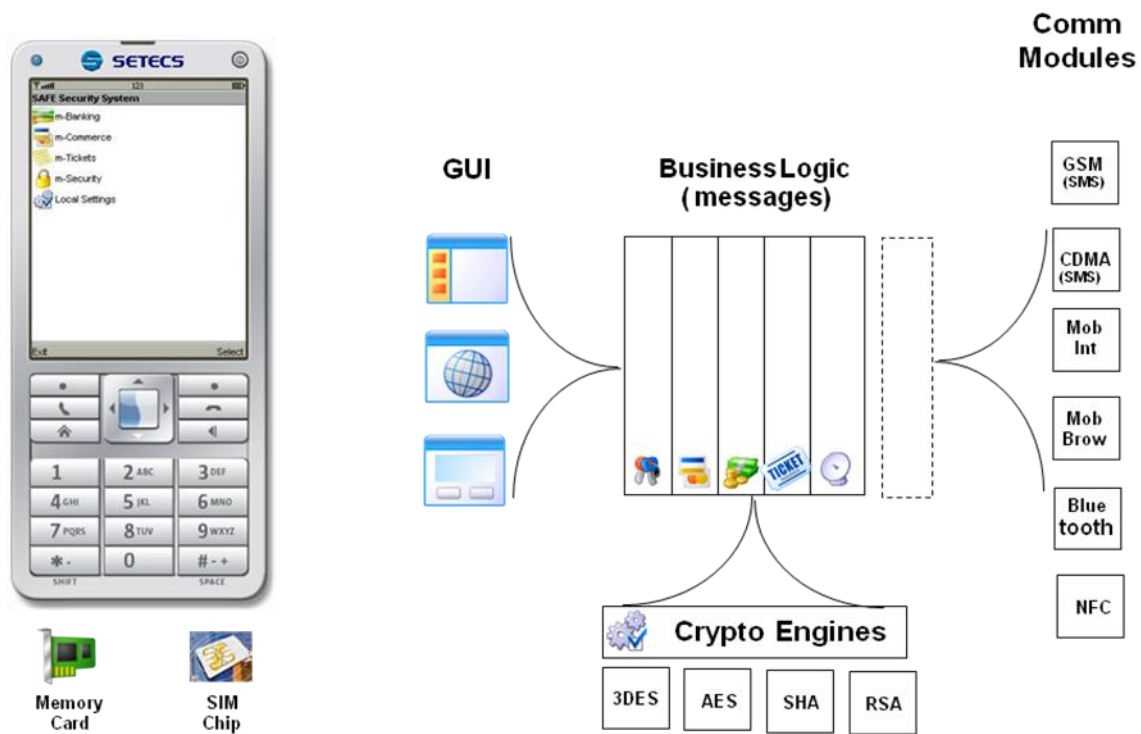 SETECS
123
SAFE Security System
m-Banking
m-Commerce
m-Tickets
m-Security
Local Settings
Exit
Select
1
2 ABC
3 DEF
4 GHI
5 JKL
6 MNO
7 PQRS
8 TUV
9 WXYZ
* .
0
# - +
SHIFT
SPACE
Memory
Card
SIM
Chip
GUI
Business Logic
( messages)
TICKET
Crypto Engines
3DES
AES
SHA
RSA
Comm
Modules
GSM
(SMS)
CDMA
(SMS)
Mob
Int
Mob
Brow
Blue
tooth
NFC